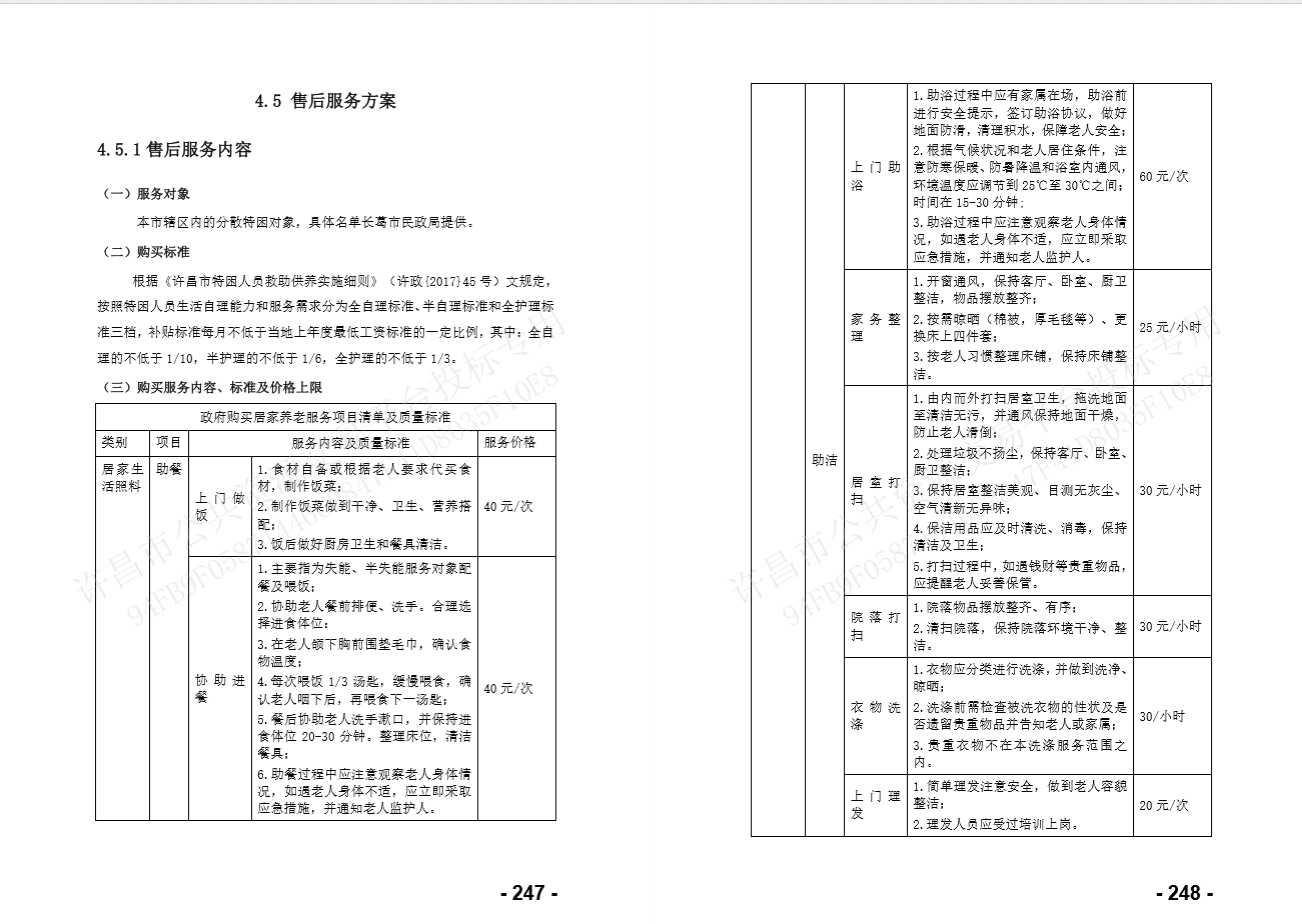 4.5 售后服务方案
4.5.1售后服务内容
（一）服务对象
本市辖区内的分散特困对象，具体名单长葛市民政局提供。
（二）购买标准
根据《许昌市特困人员救助供养实施细则》（许政{2017}45 号）文规定，
按照特困人员生活自理能力和服务需求分为全自理标准、半自理标准和全护理标
准三档，补贴标准每月不低于当地上年度最低工资标准的一定比例，其中：全自
理的不低于 1/10，半护理的不低于 1/6，全护理的不低于 1/3。
（三）购买服务内容、标准及价格上限
政府购买居家养老服务项目清单及质量标准
类别 项目 服务内容及质量标准 服务价格
居家生
活照料
助餐
上门做
饭
1.食材自备或根据老人要求代买食
材，制作饭菜；
2.制作饭菜做到干净、卫生、营养搭
配；
3.饭后做好厨房卫生和餐具清洁。
40 元/次
协助进
餐
1.主要指为失能、半失能服务对象配
餐及喂饭；
2.协助老人餐前排便、洗手。合理选
择进食体位：
3.在老人颌下胸前围垫毛巾，确认食
物温度；
4.每次喂饭 1/3 汤匙，缓慢喂食，确
认老人咽下后，再喂食下一汤匙；
5.餐后协助老人洗手漱口，并保持进
食体位 20-30 分钟。整理床位，清洁
餐具；
6.助餐过程中应注意观察老人身体情
况，如遇老人身体不适，应立即采取
应急措施，并通知老人监护人。
40 元/次
- 247 -
助洁
上门助
浴
1.助浴过程中应有家属在场，助浴前
进行安全提示，签订助浴协议，做好
地面防滑，清理积水，保障老人安全；
2.根据气候状况和老人居住条件，注
意防寒保暖、防暑降温和浴室内通风，
环境温度应调节到 25℃至 30℃之间；
时间在 15-30 分钟；
3.助浴过程中应注意观察老人身体情
况，如遇老人身体不适，应立即采取
应急措施，并通知老人监护人。
60 元/次
家务整
理
1.开窗通风，保持客厅、卧室、厨卫
整洁，物品摆放整齐；
2.按需晾晒（棉被，厚毛毯等）、更
换床上四件套；
3.按老人习惯整理床铺，保持床铺整
洁。
25 元/小时
居室打
扫
1.由内而外打扫居室卫生，拖洗地面
至清洁无污，并通风保持地面干燥，
防止老人滑倒；
2.处理垃圾不扬尘，保持客厅、卧室、
厨卫整洁；
3.保持居室整洁美观、目测无灰尘、
空气清新无异味；
4.保洁用品应及时清洗、消毒，保持
清洁及卫生；
5.打扫过程中，如遇钱财等贵重物品，
应提醒老人妥善保管。
30 元/小时
院落打
扫
1.院落物品摆放整齐、有序；
2.清扫院落，保持院落环境干净、整
洁。
30 元/小时
衣物洗
涤
1.衣物应分类进行洗涤，并做到洗净、
晾晒；
2.洗涤前需检查被洗衣物的性状及是
否遗留贵重物品并告知老人或家属；
3.贵重衣物不在本洗涤服务范围之
内。
30/小时
上门理
发
1.简单理发注意安全，做到老人容貌
整洁；
2.理发人员应受过培训上岗。
20 元/次
- 248 -